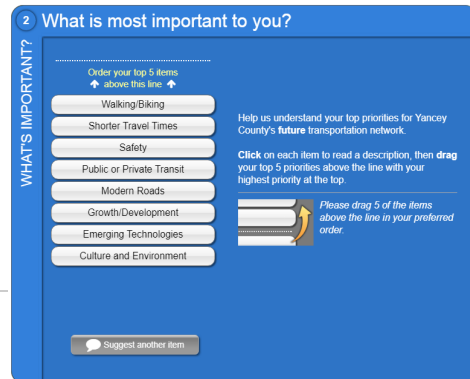 2 What is most important to you?
WHAT'S IMPORTANT?
Order your top 5 items
above this line
Walking/Biking
Shorter Travel Times
Safety
Public or Private Transit
Modern Roads
Growth/Development
Emerging Technologies
Culture and Environment
Suggest another item
Help us understand your top priorities for Yancey
County's future transportation network.
Click on each item to read a description, then drag
your top 5 priorities above the line with your
highest priority at the top.
Please drag 5 of the items
above the line in your preferred
order.